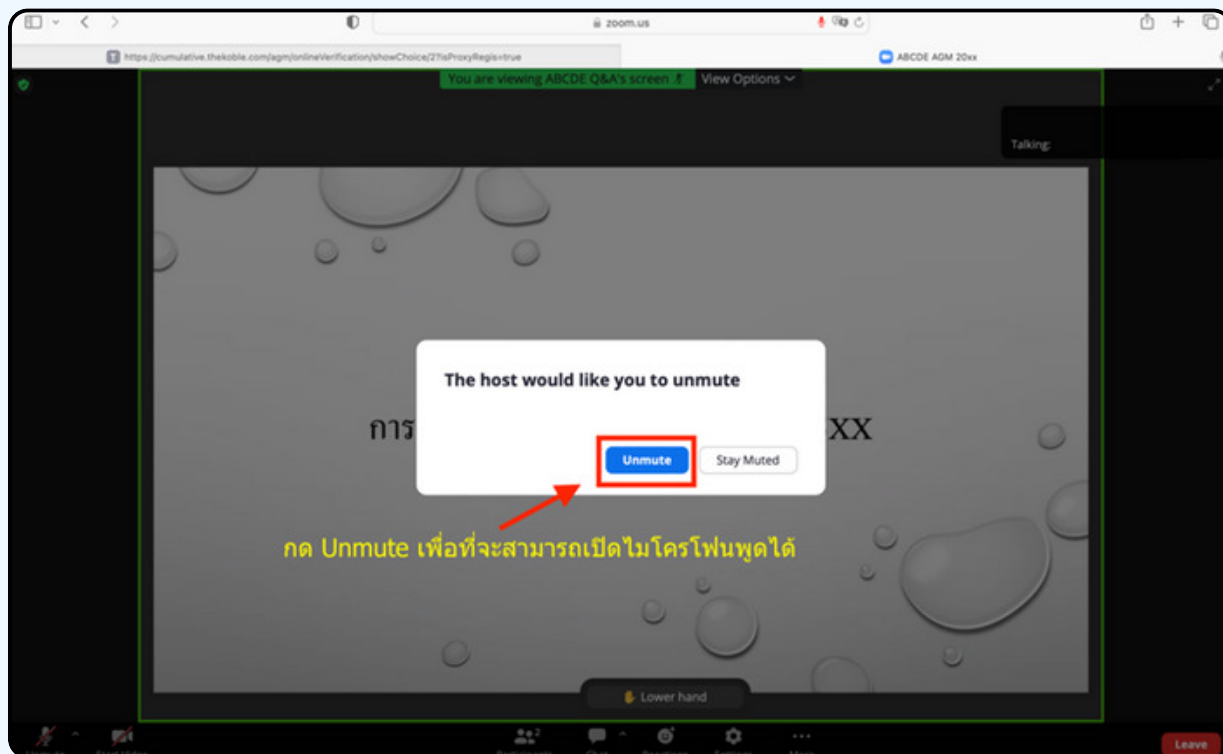 zoom.us
https://cumulative.thekoble.com/agm/onlineVerification/showChoice/2?isProxyRegis=true
ABCDE AGM 20xx
You are viewing ABCDE Q&A's screen
View Options
Talking:
The host would like you to unmute
การ
XX
Unmute
Stay Muted
กด Unmute เพื่อที่จะสามารถเปิดไมโครโฟนพูดได้
Lower hand
2
Leave